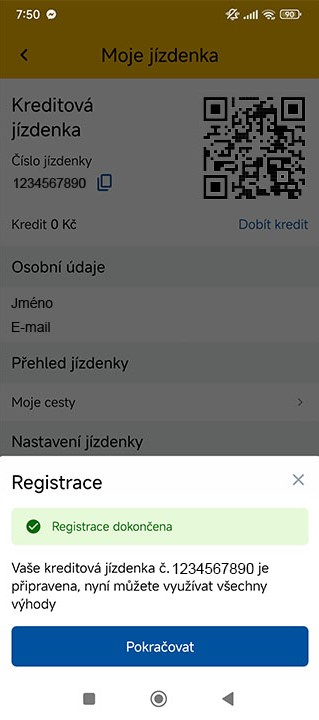 7:50
90
Moje jízdenka
Kreditová
jízdenka
Číslo jízdenky
1234567890
Kredit 0 Kč
Dobít kredit
Osobní údaje
Jméno
E-mail
Přehled jízdenky
Moje cesty
Nastavení jízdenky
Registrace
Registrace dokončena
Vaše kreditová jízdenka č. 1234567890 je
připravena, nyní můžete využívat všechny
výhody
Pokračovat